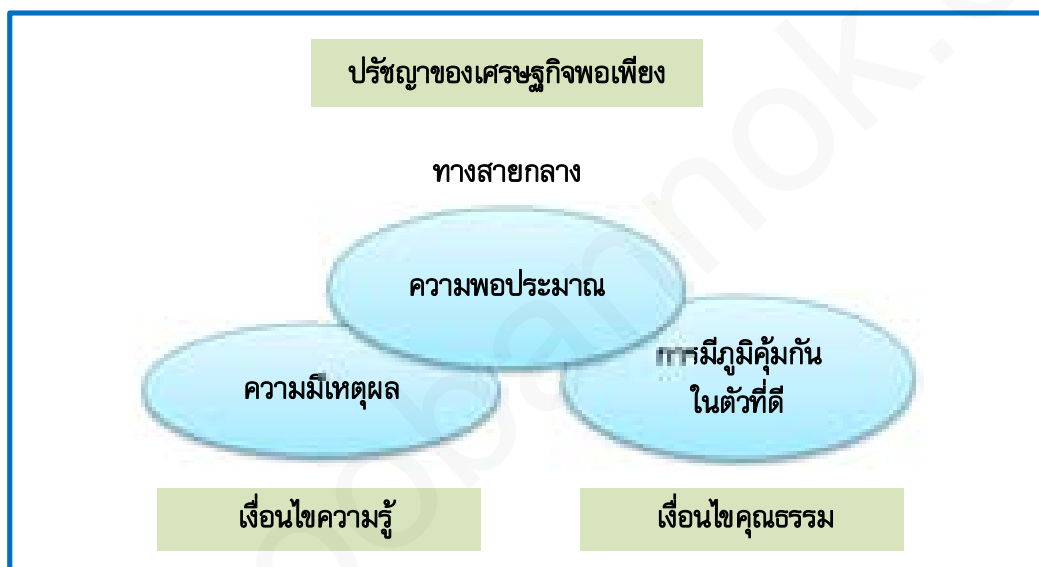 ปรัชญาของเศรษฐกิจพอเพียง
ทางสายกลาง
ความพอประมาณ
ความมีเหตุผล
การมีภูมิคุ้มกัน
ในตัวที่ดี
เงื่อนไขความรู้
เงื่อนไขคุณธรรม